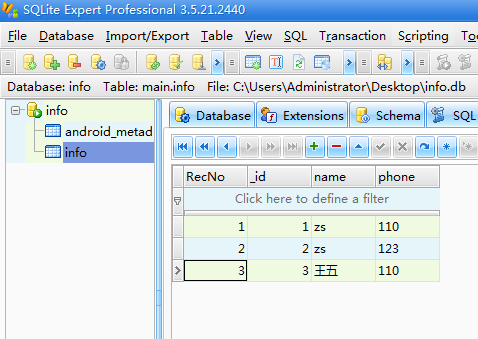 SQLite Expert Professional 3.5.21.2440
File Database Import/Export Table View SQL Transaction Scripting
Database: info Table: main.info File: C:\Users\Administrator\Desktop\info.db
info
android_metad
info
Database Extensions Schema SQL
RecNo _id name phone
Click here to define a filter
1 1 zs 110
2 2 zs 123
3 3 王五 110